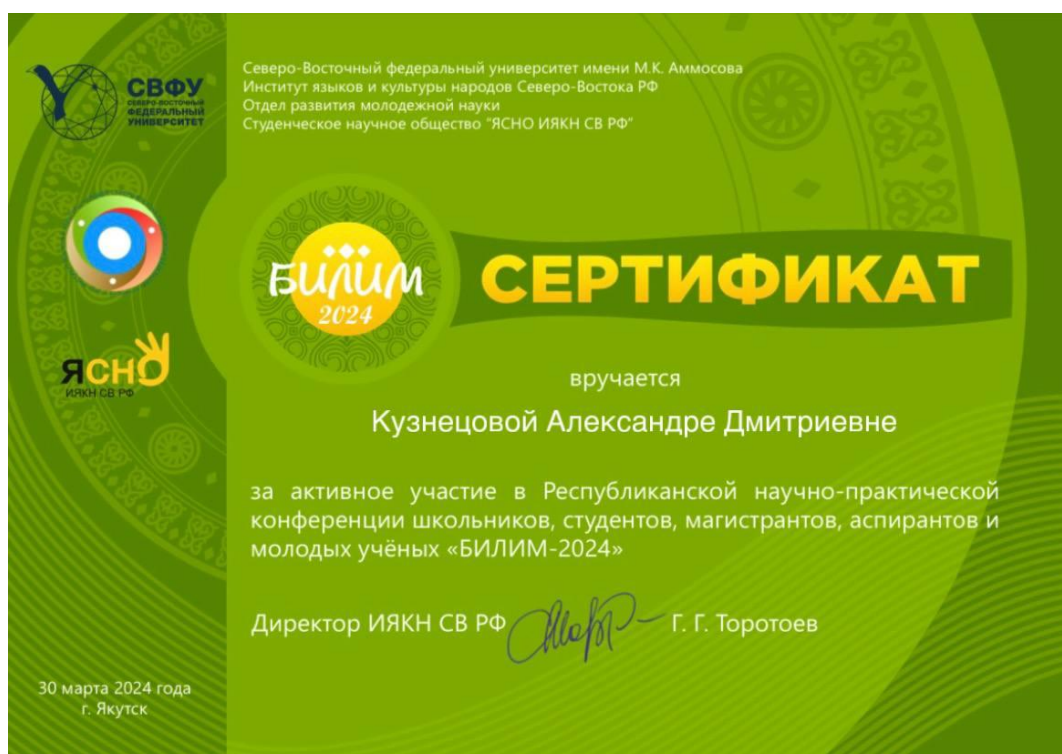 СВФУ
СЕВЕРО-ВОСТОЧНЫЙ
ФЕДЕРАЛЬНЫЙ
УНИВЕРСИТЕТ
Северо-Восточный федеральный университет имени М.К. Аммосова
Институт языков и культуры народов Северо-Востока РФ
Отдел развития молодежной науки
Студенческое научное общество "ЯСНО ИЯКН СВ РФ"
БИЛИМ
2024
СЕРТИФИКАТ
ЯСНО
ИЯКН СВ РФ
вручается
Кузнецовой Александре Дмитриевне
за активное участие в Республиканской научно-практической
конференции школьников, студентов, магистрантов, аспирантов и
молодых учёных «БИЛИМ-2024»
Директор ИЯКН СВ РФ Г. Г. Торотоев
30 марта 2024 года
г. Якутск